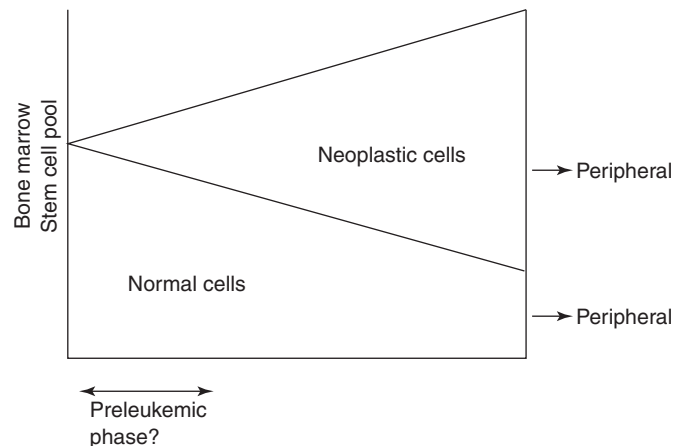 Bone marrow
Stem cell pool
Neoplastic cells
Peripheral
Normal cells
Peripheral
Preleukemic
phase?